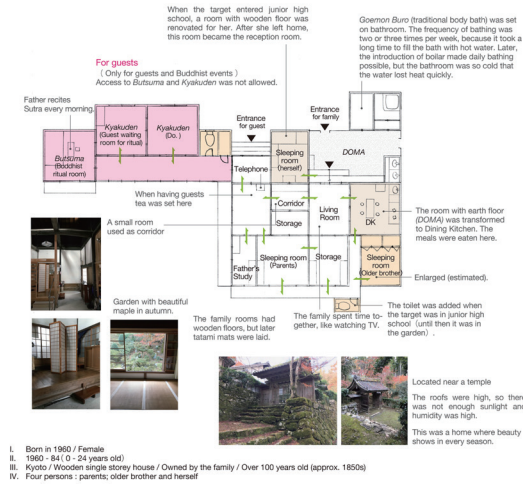 When the target entered junior high
school, a room with wooden floor was
renovated for her. After she left home,
this room became the reception room.
Goemon Buro (traditional body bath) was set
on bathroom. The frequency of bathing was
two or three times per week, because it took a
long time to fill the bath with hot water. Later,
the introduction of boilar made daily bathing
possible, but the bathroom was so cold that
the water lost heat quickly.
For guests
( Only for guests and Buddhist events )
Access to Butsuma and Kyakuden was not allowed.
Father recites
Sutra every morning.
Entrance
for guest
Entrance
for family
Kyakuden
(Guest waiting
room for ritual)
Kyakuden
(Do. )
Butsuma
(Buddhist
ritual room)
Sleeping
room
(herself)
DOMA
Telephone
When having guests
tea was set here
Corridor
Living
Room
DK
The room with earth floor
(DOMA) was transformed
to Dining Kitchen. The
meals were eaten here.
A small room
used as corridor
Storage
Father's
Study
Sleeping room
(Parents)
Storage
Sleeping
room
(Older brother)
Enlarged (estimated).
Garden with beautiful
maple in autumn.
The family rooms had
wooden floors, but later
tatami mats were laid.
The family spent time to-
gether, like watching TV.
The toilet was added when
the target was in junior high
school (until then it was in
the garden) .
Located near a temple
The roofs were high, so there
was not enough sunlight and
humidity was high.
This was a home where beauty
shows in every season.
I. Born in 1960 / Female
II. 1960 - 84 ( 0 - 24 years old)
III. Kyoto / Wooden single storey house / Owned by the family / Over 100 years old (approx. 1850s)
IV. Four persons : parents; older brother and herself